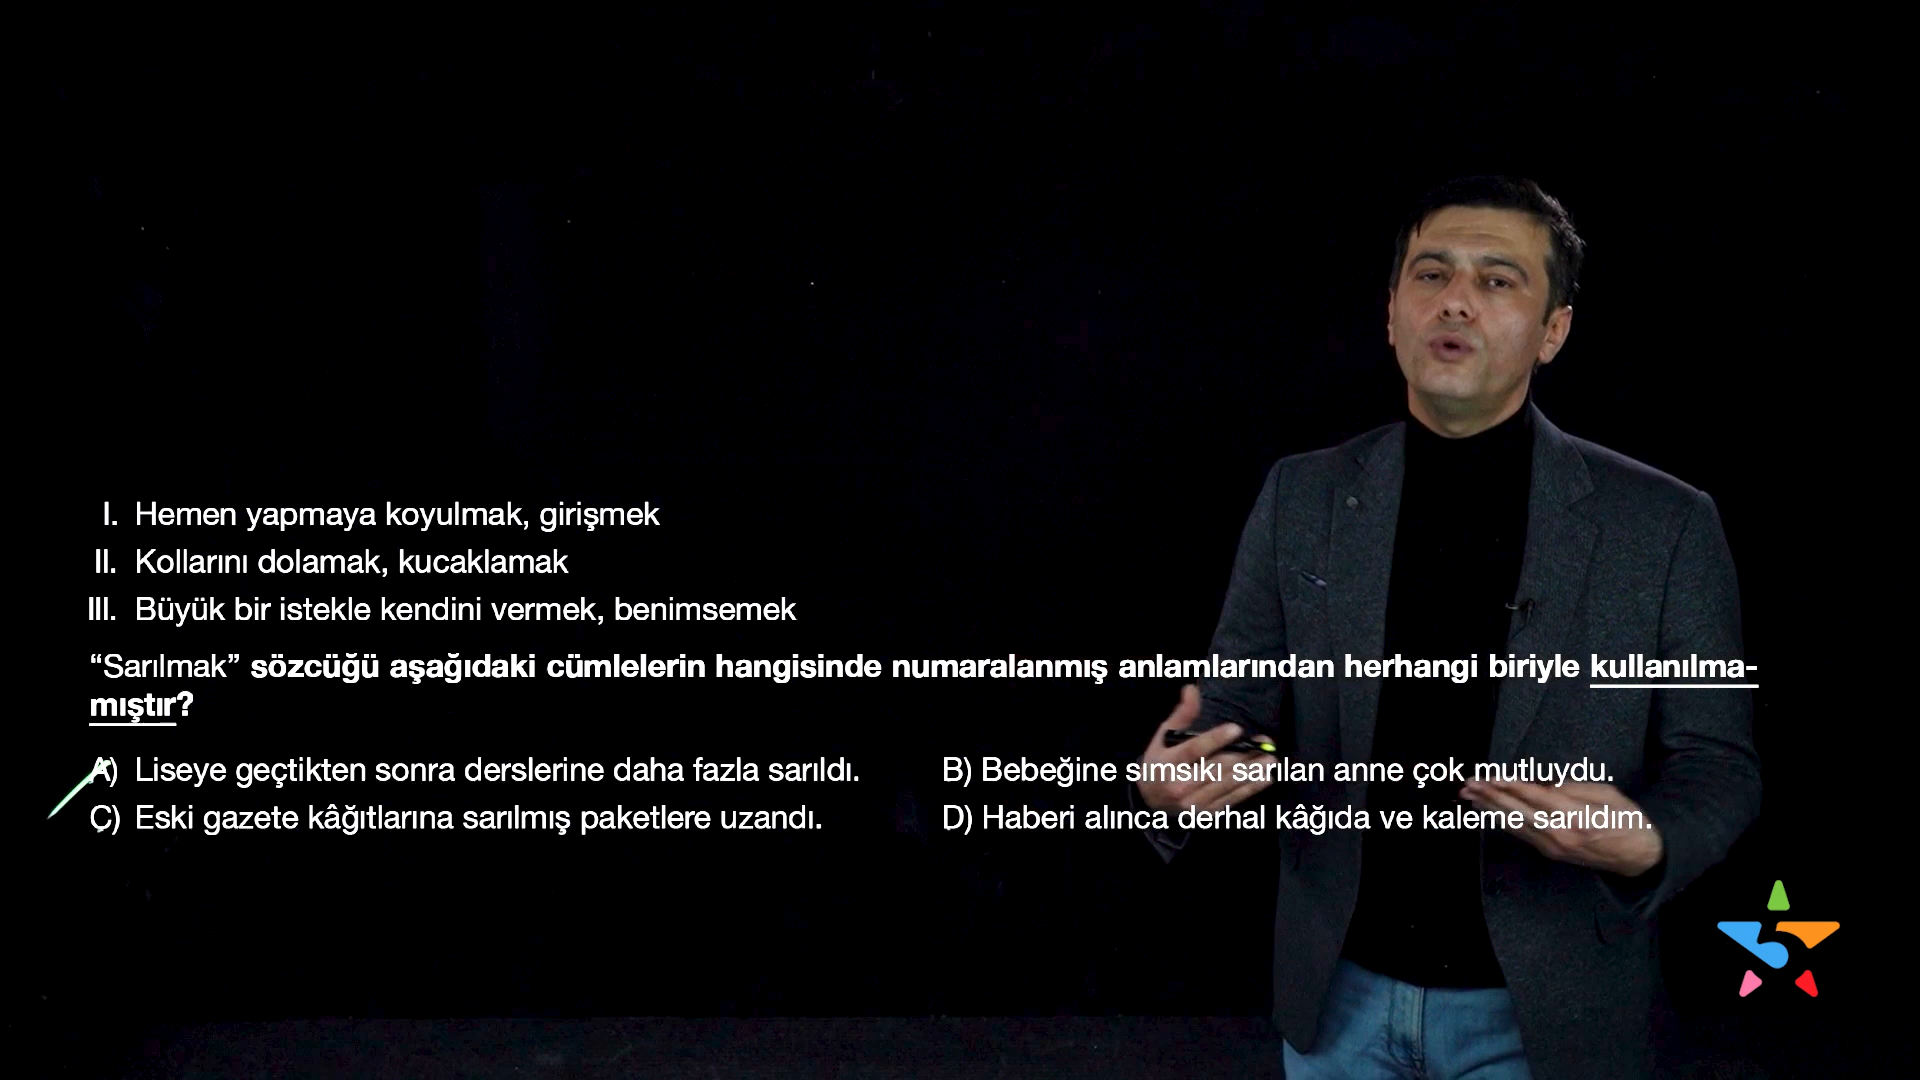 I. Hemen yapmaya koyulmak, girişmek
II. Kollarını dolamak, kucaklamak
III. Büyük bir istekle kendini vermek, benimsemek
“Sarılmak” sözcüğü aşağıdaki cümlelerin hangisinde numaralanmış anlamlarından herhangi biriyle kullanılma-
mıştır?
A) Liseye geçtikten sonra derslerine daha fazla sarıldı. B) Bebeğine sımsıkı sarılan anne çok mutluydu.
C) Eski gazete kâğıtlarına sarılmış paketlere uzandı. D) Haberi alınca derhal kâğıda ve kaleme sarıldım.
5